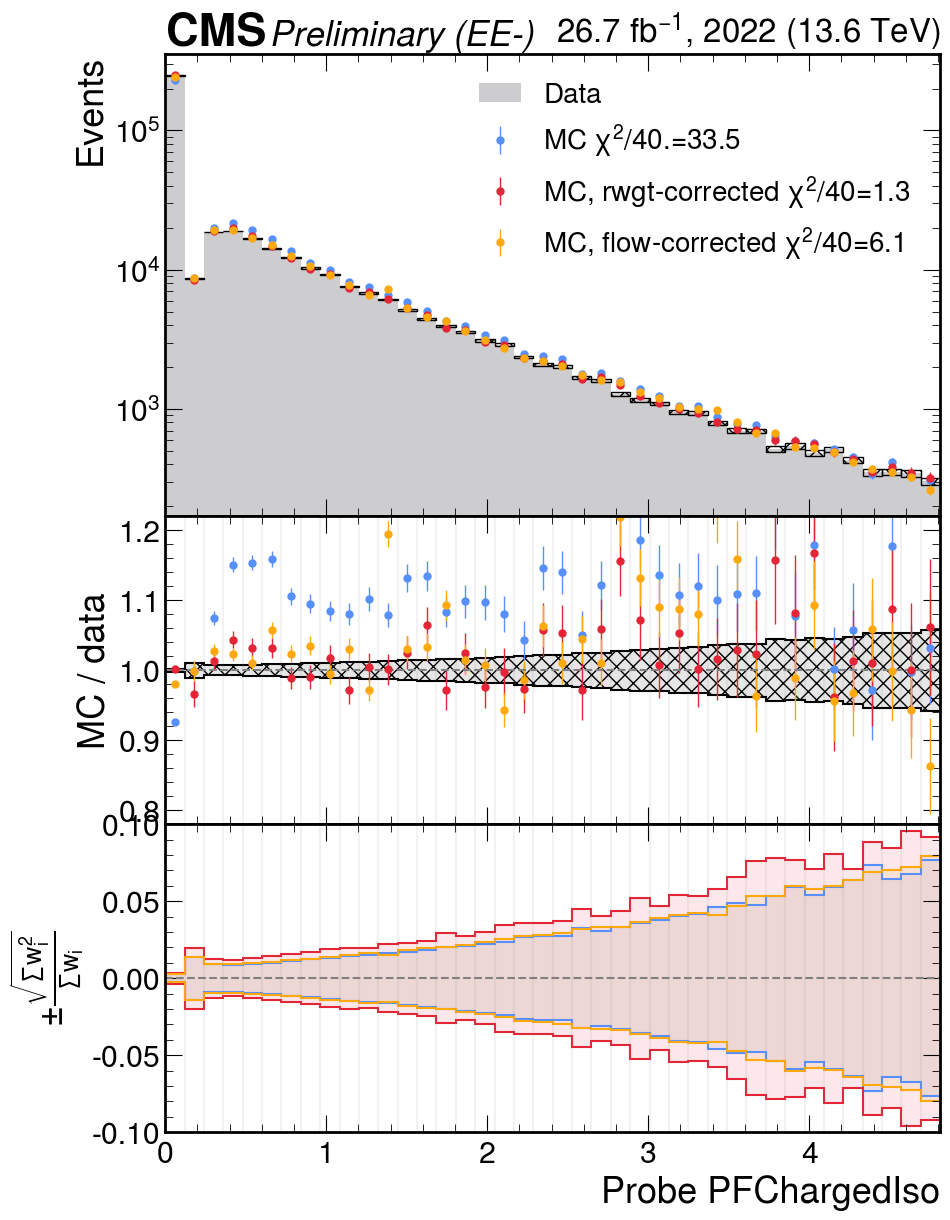 CMS Preliminary (EE-) 26.7 fb⁻¹, 2022 (13.6 TeV)
Events
10⁵
10⁴
10³
Data
MC χ²/40.=33.5
MC, rwgt-corrected χ²/40=1.3
MC, flow-corrected χ²/40=6.1
MC / data
1.2
1.1
1.0
0.9
0.8
±√Σwᵢ²/Σwᵢ
0.10
0.05
0.00
-0.05
-0.10
0 1 2 3 4
Probe PFChargedIso